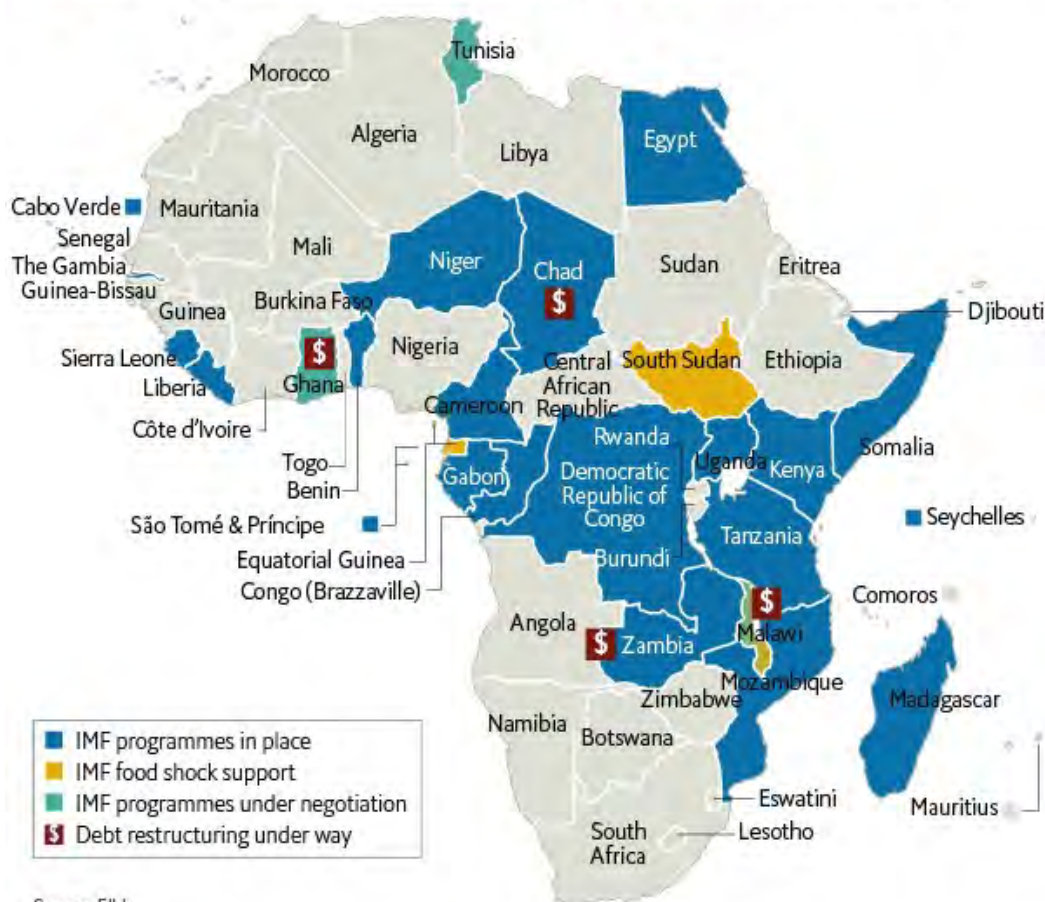 Tunisia
Morocco
Algeria
Libya
Egypt
Cabo Verde
Mauritania
Senegal
Mali
Niger
Chad
Sudan
Eritrea
The Gambia
Guinea-Bissau
Guinea
Burkina Faso
$
Djibouti
Sierra Leone
$
Nigeria
Central
African
Republic
South Sudan
Ethiopia
Liberia
Ghana
Cameroon
Côte d'Ivoire
Rwanda
Uganda
Kenya
Somalia
Togo
Benin
Gabon
Democratic
Republic of
Congo
São Tomé & Príncipe
Tanzania
Seychelles
Equatorial Guinea
Burundi
Congo (Brazzaville)
Comoros
$
Angola
$
Zambia
Malawi
Mozambique
Zimbabwe
Madagascar
Namibia
Botswana
IMF programmes in place
IMF food shock support
IMF programmes under negotiation
$ Debt restructuring under way
Eswatini
Mauritius
South
Africa
Lesotho